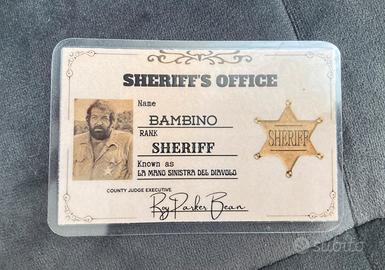 SHERIFF'S OFFICE
Name
BAMBINO
RANK
SHERIFF
Known as
LA MANO SINISTRA DEL DIAVOLO
COUNTY JUDGE EXECUTIVE
Roy Parker Bean
SHERIFF
subito